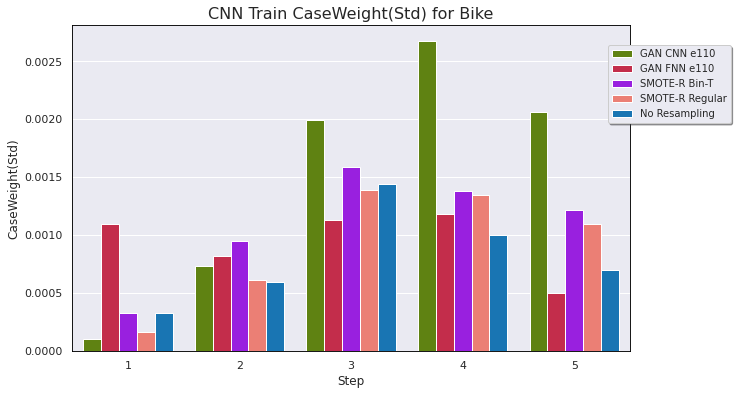 CNN Train CaseWeight(Std) for Bike
CaseWeight(Std)
0.0025
0.0020
0.0015
0.0010
0.0005
0.0000
1 2 3 4 5
Step
GAN CNN e110
GAN FNN e110
SMOTE-R Bin-T
SMOTE-R Regular
No Resampling